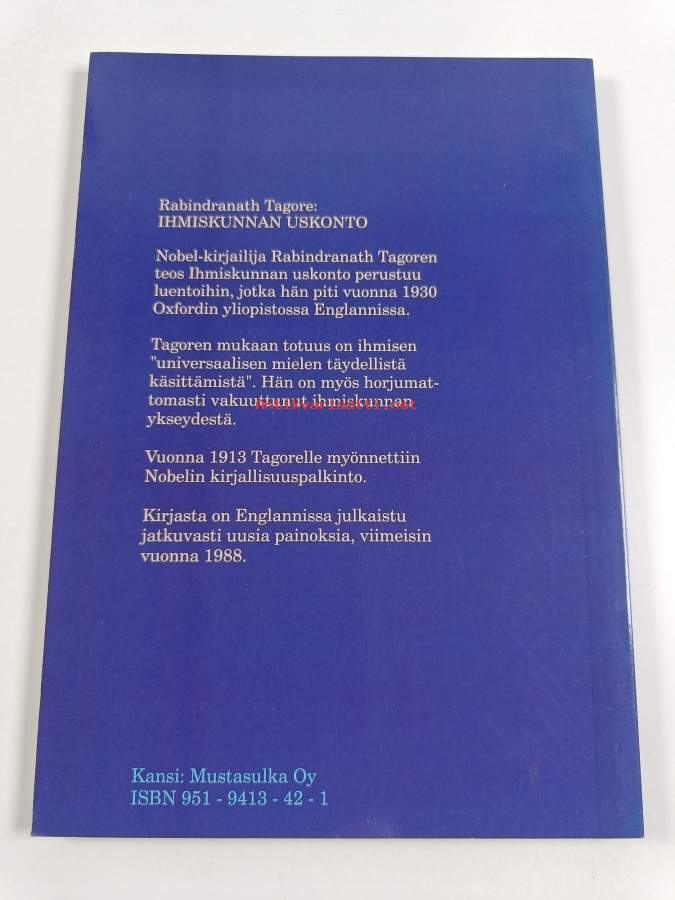 Rabindranath Tagore:
IHMISKUNNAN USKONTO
Nobel-kirjailija Rabindranath Tagoren
teos Ihmiskunnan uskonto perustuu
luentoihin, jotka hän piti vuonna 1930
Oxfordin yliopistossa Englannissa.
Tagoren mukaan totuus on ihmisen
"universaalisen mielen täydellistä
käsittämistä". Hän on myös horjumat-
tomasti vakuuttunut ihmiskunnan
Antikvariaatti.net
ykseydestä.
Vuonna 1913 Tagorelle myönnettiin
Nobelin kirjallisuuspalkinto.
Kirjasta on Englannissa julkaistu
jatkuvasti uusia painoksia, viimeisin
vuonna 1988.
Kansi: Mustasulka Oy
ISBN 951 - 9413 - 42 - 1